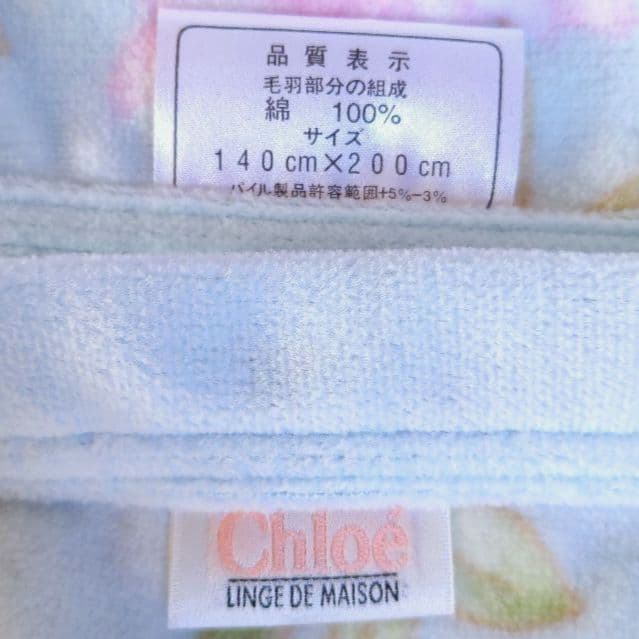 品質表示
毛羽部分の組成
綿 100%
サイズ
140cm×200cm
パイル製品許容範囲+5%-3%
Chloé
LINGE DE MAISON